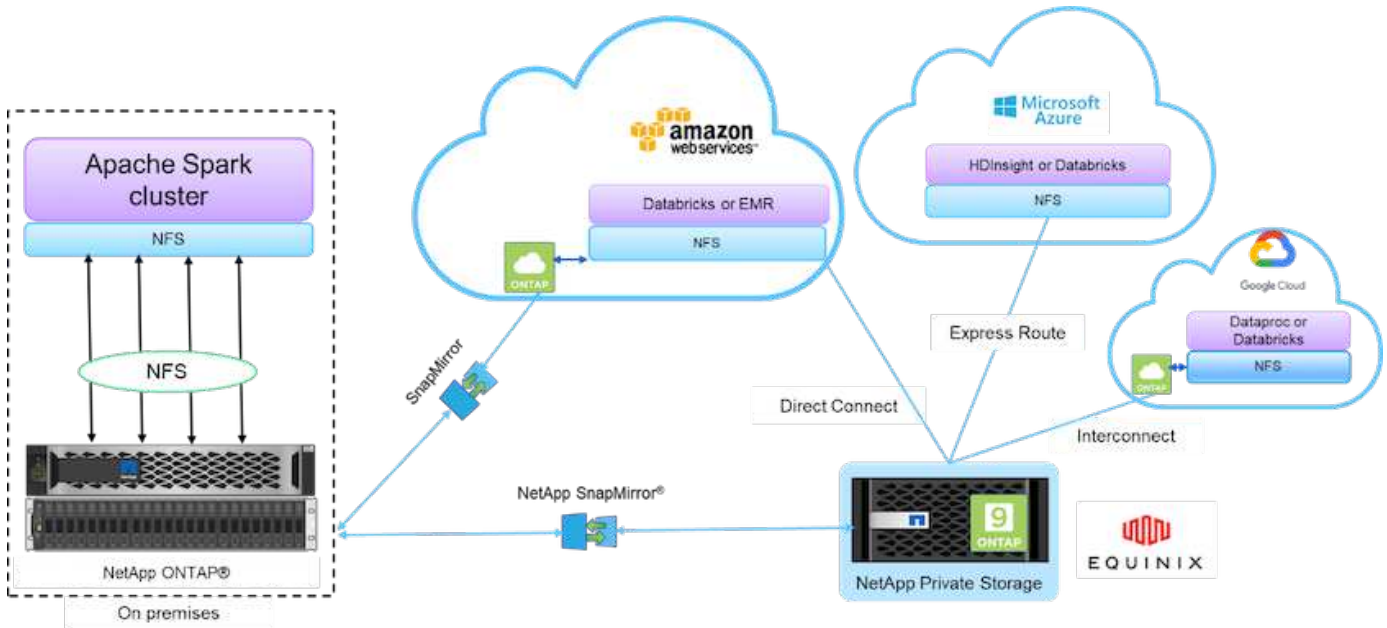 Apache Spark
cluster
NFS
NFS
NetApp ONTAP®
On premises
amazon
webservices™
Databricks or EMR
NFS
ONTAP
SnapMirror
NetApp SnapMirror®
Microsoft
Azure
HDInsight or Databricks
NFS
Google Cloud
Dataproc or
Databricks
NFS
ONTAP
Express Route
Direct Connect
Interconnect
9
ONTAP
NetApp Private Storage
EQUINIX